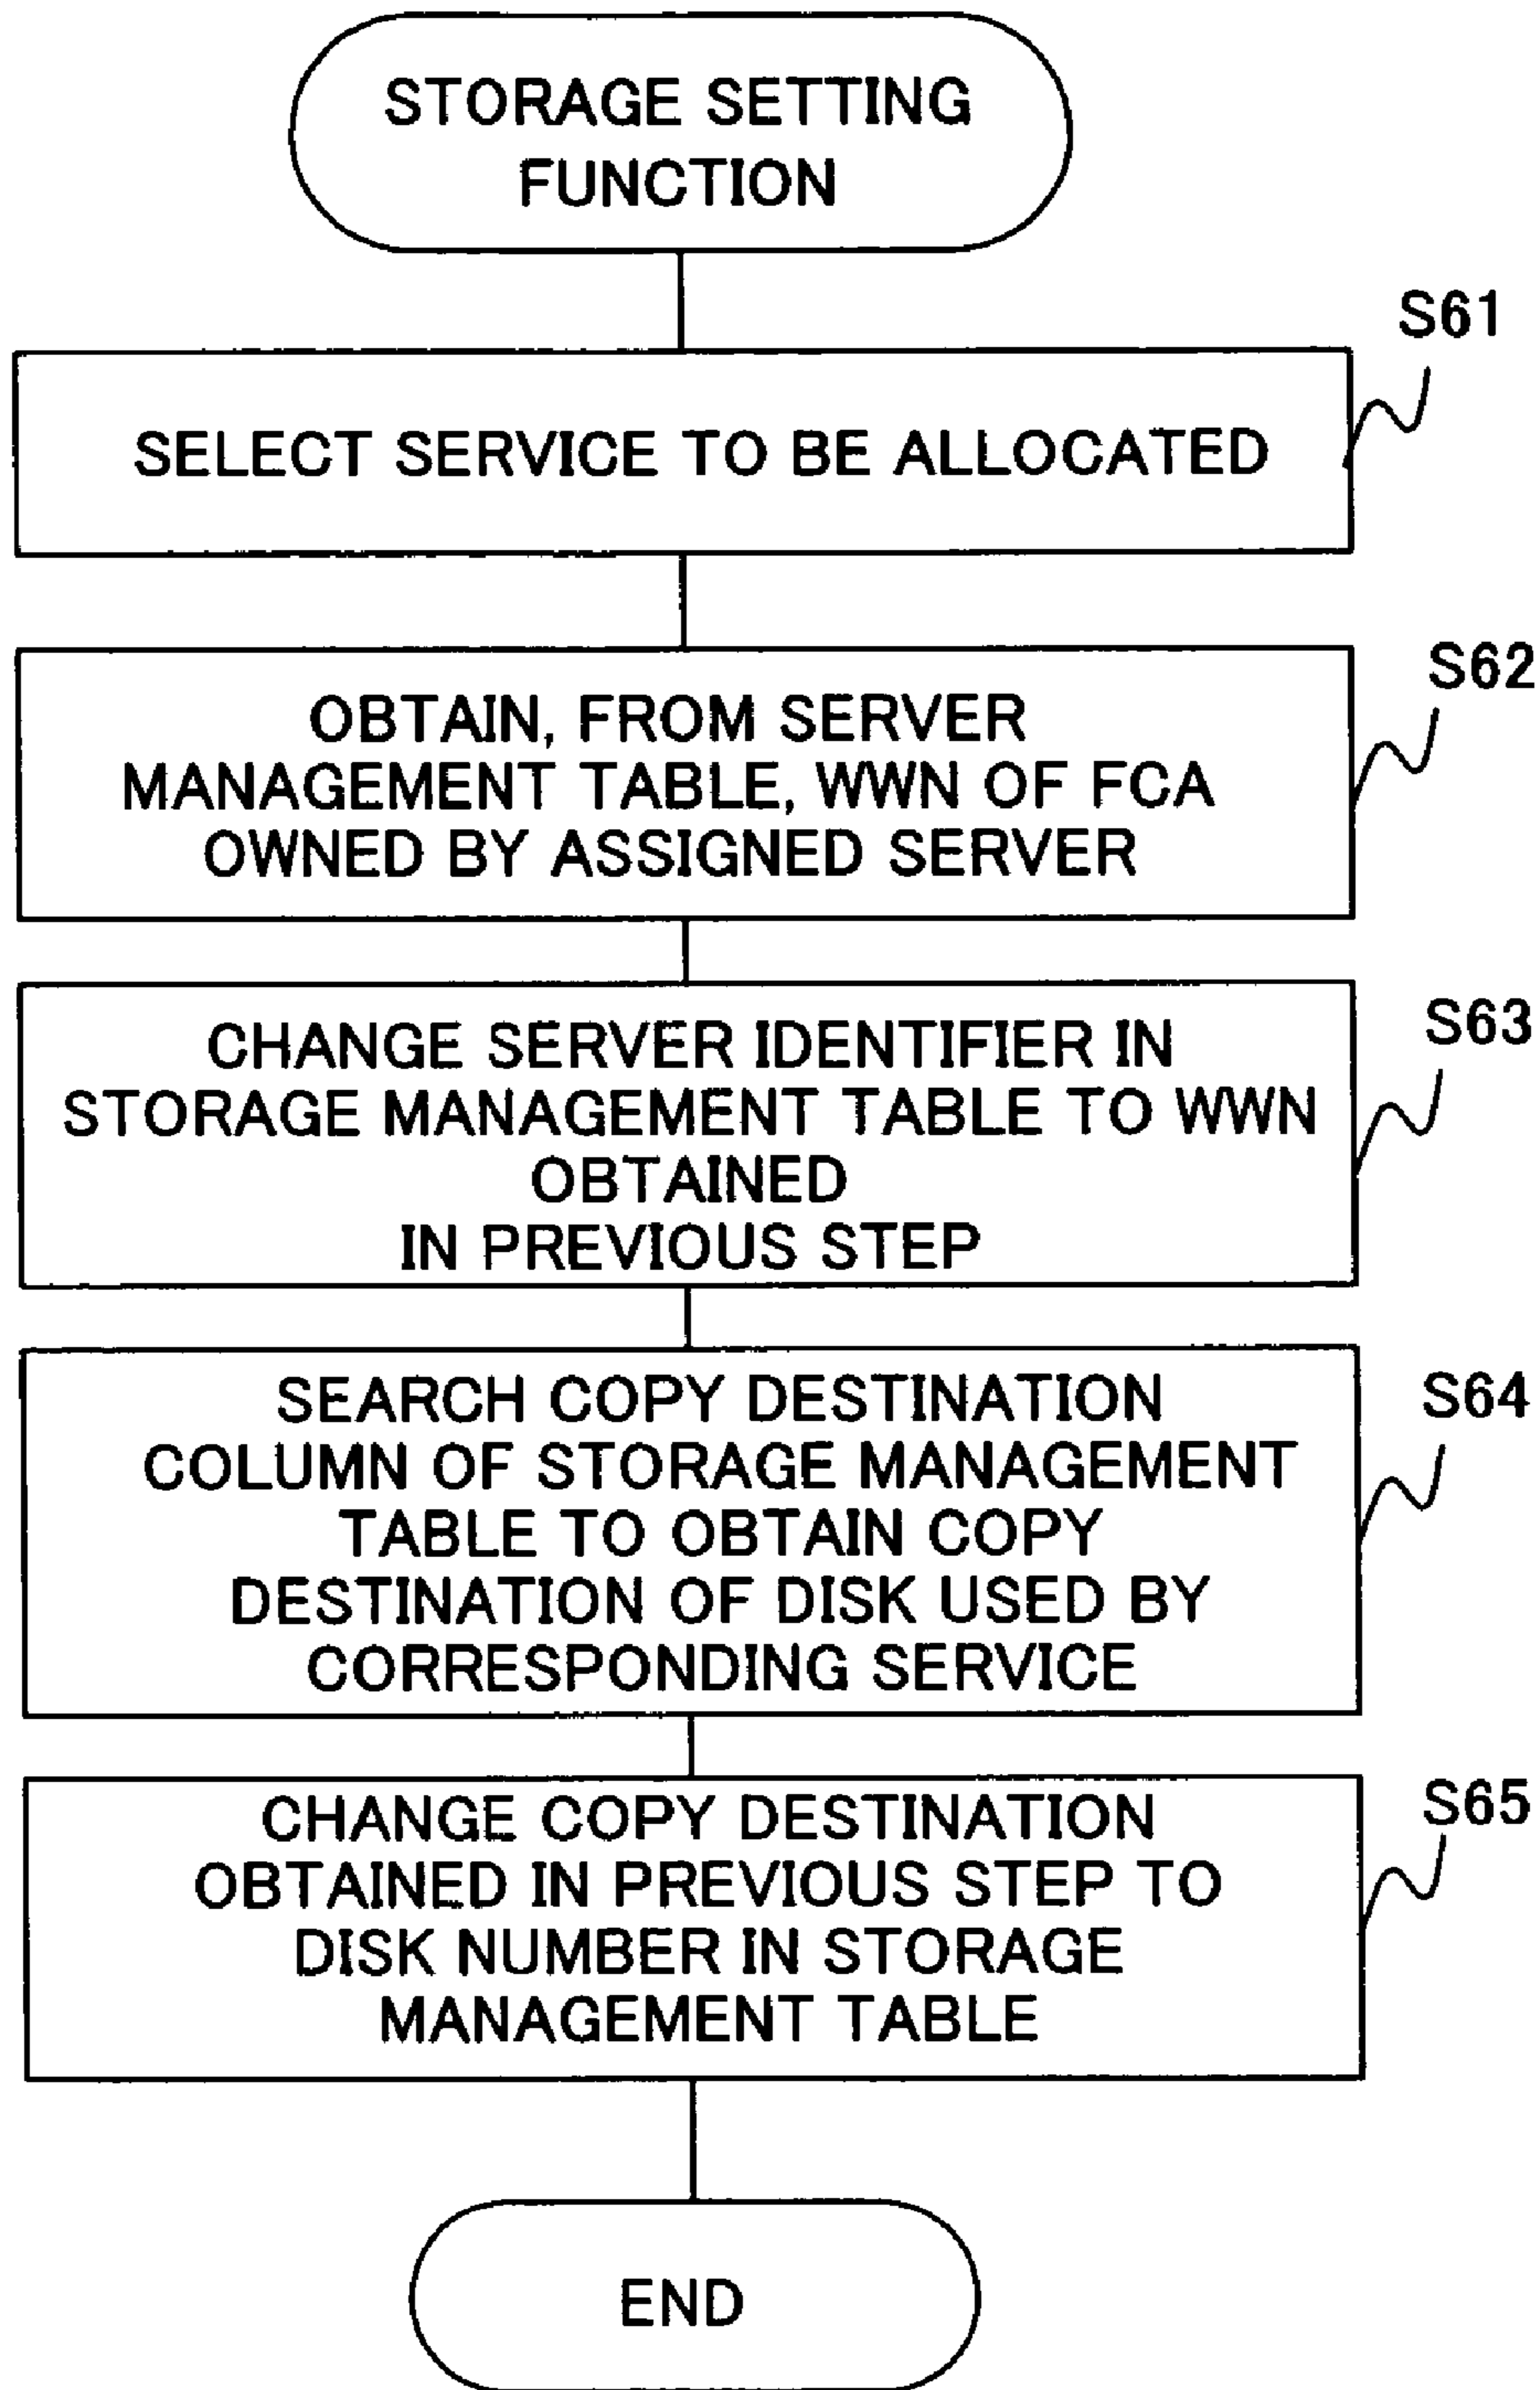 STORAGE SETTING
FUNCTION
S61
SELECT SERVICE TO BE ALLOCATED
S62
OBTAIN, FROM SERVER
MANAGEMENT TABLE, WWN OF FCA
OWNED BY ASSIGNED SERVER
S63
CHANGE SERVER IDENTIFIER IN
STORAGE MANAGEMENT TABLE TO WWN
OBTAINED
IN PREVIOUS STEP
S64
SEARCH COPY DESTINATION
COLUMN OF STORAGE MANAGEMENT
TABLE TO OBTAIN COPY
DESTINATION OF DISK USED BY
CORRESPONDING SERVICE
S65
CHANGE COPY DESTINATION
OBTAINED IN PREVIOUS STEP TO
DISK NUMBER IN STORAGE
MANAGEMENT TABLE
END